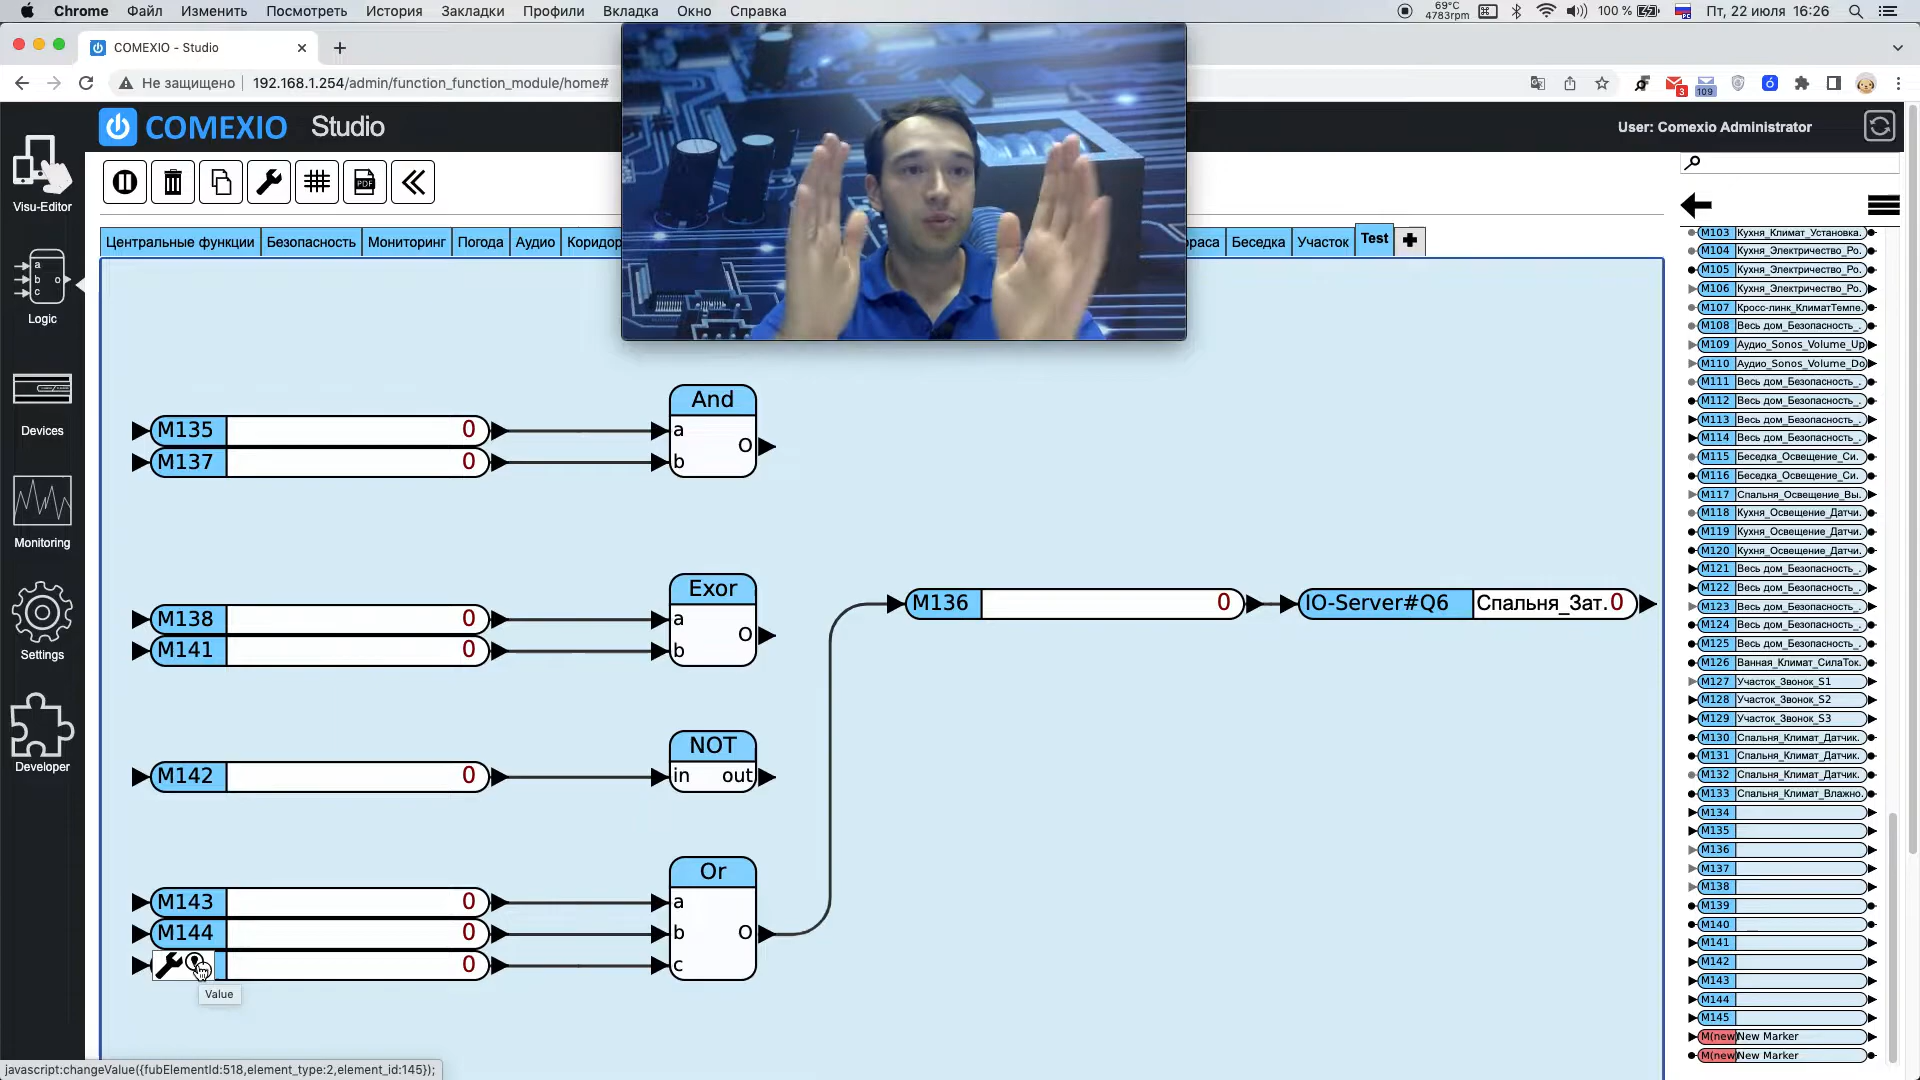 Chrome Файл Изменить Посмотреть История Закладки Профили Вкладка Окно Справка
69°C
4783rpm
100 %
Пт, 22 июля 16:26
COMEXIO - Studio
Не защищено 192.168.1.254/admin/function_function_module/home#
3
109
COMEXIO Studio
User: Comexio Administrator
PDF
Центральные функции Безопасность Мониторинг Погода Аудио Коридор
раса Беседка Участок Test
Visu-Editor
a
b o
c
Logic
Devices
Monitoring
Settings
Developer
And
M135 0 a
O
M137 0 b
Exor
M138 0 a
O
M141 0 b
M136 0
IO-Server#Q6 Спальня_Зат. 0
NOT
M142 0 in out
Or
M143 0 a
M144 0 b O
0 c
Value
javascript:changeValue({fubElementId:518,element_type:2,element_id:145});
M103 Кухня_Климат_Установка.
M104 Кухня_Электричество_Ро.
M105 Кухня_Электричество_Ро.
M106 Кухня_Электричество_Ро.
M107 Кросс-линк_КлиматТемпе.
M108 Весь дом_Безопасность_.
M109 Аудио_Sonos_Volume_Up
M110 Аудио_Sonos_Volume_Do
M111 Весь дом_Безопасность_.
M112 Весь дом_Безопасность_.
M113 Весь дом_Безопасность_.
M114 Весь дом_Безопасность_.
M115 Беседка_Освещение_Си.
M116 Беседка_Освещение_Си.
M117 Спальня_Освещение_Вы.
M118 Кухня_Освещение_Датчи.
M119 Кухня_Освещение_Датчи.
M120 Кухня_Освещение_Датчи.
M121 Весь дом_Безопасность_.
M122 Весь дом_Безопасность_.
M123 Весь дом_Безопасность_.
M124 Весь дом_Безопасность_.
M125 Весь дом_Безопасность_.
M126 Ванная_Климат_СилаТок.
M127 Участок_Звонок_S1
M128 Участок_Звонок_S2
M129 Участок_Звонок_S3
M130 Спальня_Климат_Датчик.
M131 Спальня_Климат_Датчик.
M132 Спальня_Климат_Датчик.
M133 Спальня_Климат_Влажно.
M134
M135
M136
M137
M138
M139
M140 __
M141
M142
M143
M144
M145
M(new) New Marker
M(new) New Marker